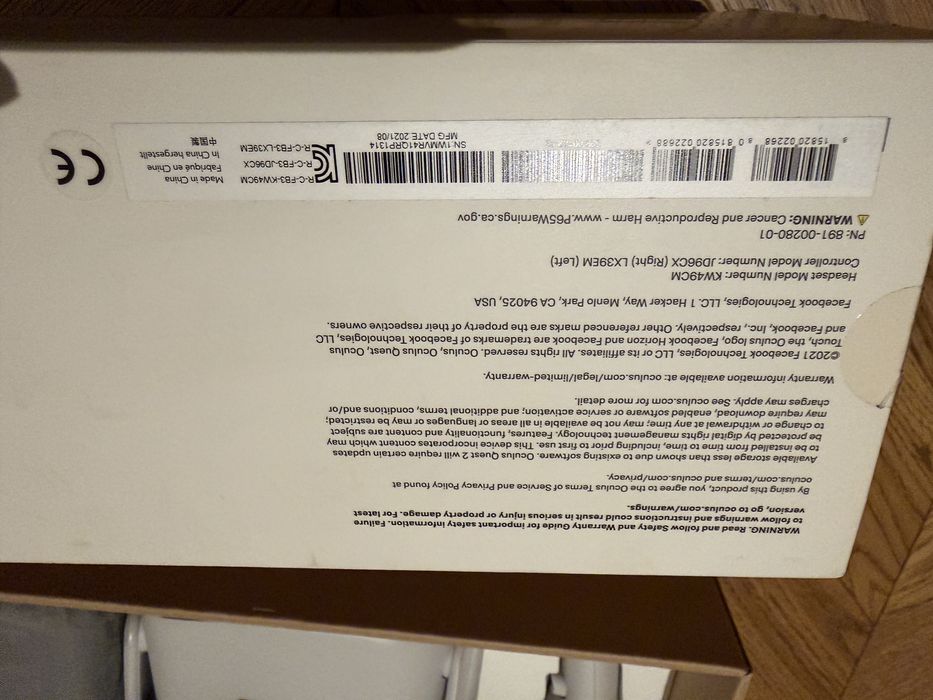 WARNING. Read and follow Safety and Warranty Guide for important safety information. Failure
to follow warnings and instructions could result in serious injury or property damage. For latest
version, go to oculus.com/warnings.
By using this product, you agree to the Oculus Terms of Service and Privacy Policy found at
oculus.com/terms and oculus.com/privacy.
Available storage less than shown due to existing software. Oculus Quest 2 will require certain updates
to be installed from time to time, including prior to first use. This device incorporates content which may
be protected by digital rights management technology. Features, functionality and content are subject
to change or withdrawal at any time; may not be available in all areas or languages or may be restricted;
may require download, enabled software or service activation; and additional terms, conditions and/or
charges may apply. See oculus.com for more detail.
Warranty information available at: oculus.com/legal/limited-warranty.
©2021 Facebook Technologies, LLC or its affiliates. All rights reserved. Oculus, Oculus Quest, Oculus
Touch, the Oculus logo, Facebook Horizon and Facebook are trademarks of Facebook Technologies, LLC
and Facebook, Inc., respectively. Other referenced marks are the property of their respective owners.
Facebook Technologies, LLC. 1 Hacker Way, Menlo Park, CA 94025, USA
Headset Model Number: KW49CM
Controller Model Number: JD96CX (Right) LX39EM (Left)
PN: 891-00280-01
WARNING: Cancer and Reproductive Harm - www.P65Warnings.ca.gov
8 15820 02268
0 815820 022688
SN:1WMVR41QRP1314
MFG DATE 2021/08
R-C-FB3-KW49CM
R-C-FB3-JD96CX
R-C-FB3-LX39EM
Made in China
Fabriqué en Chine
In China hergestellt
中国製
CE